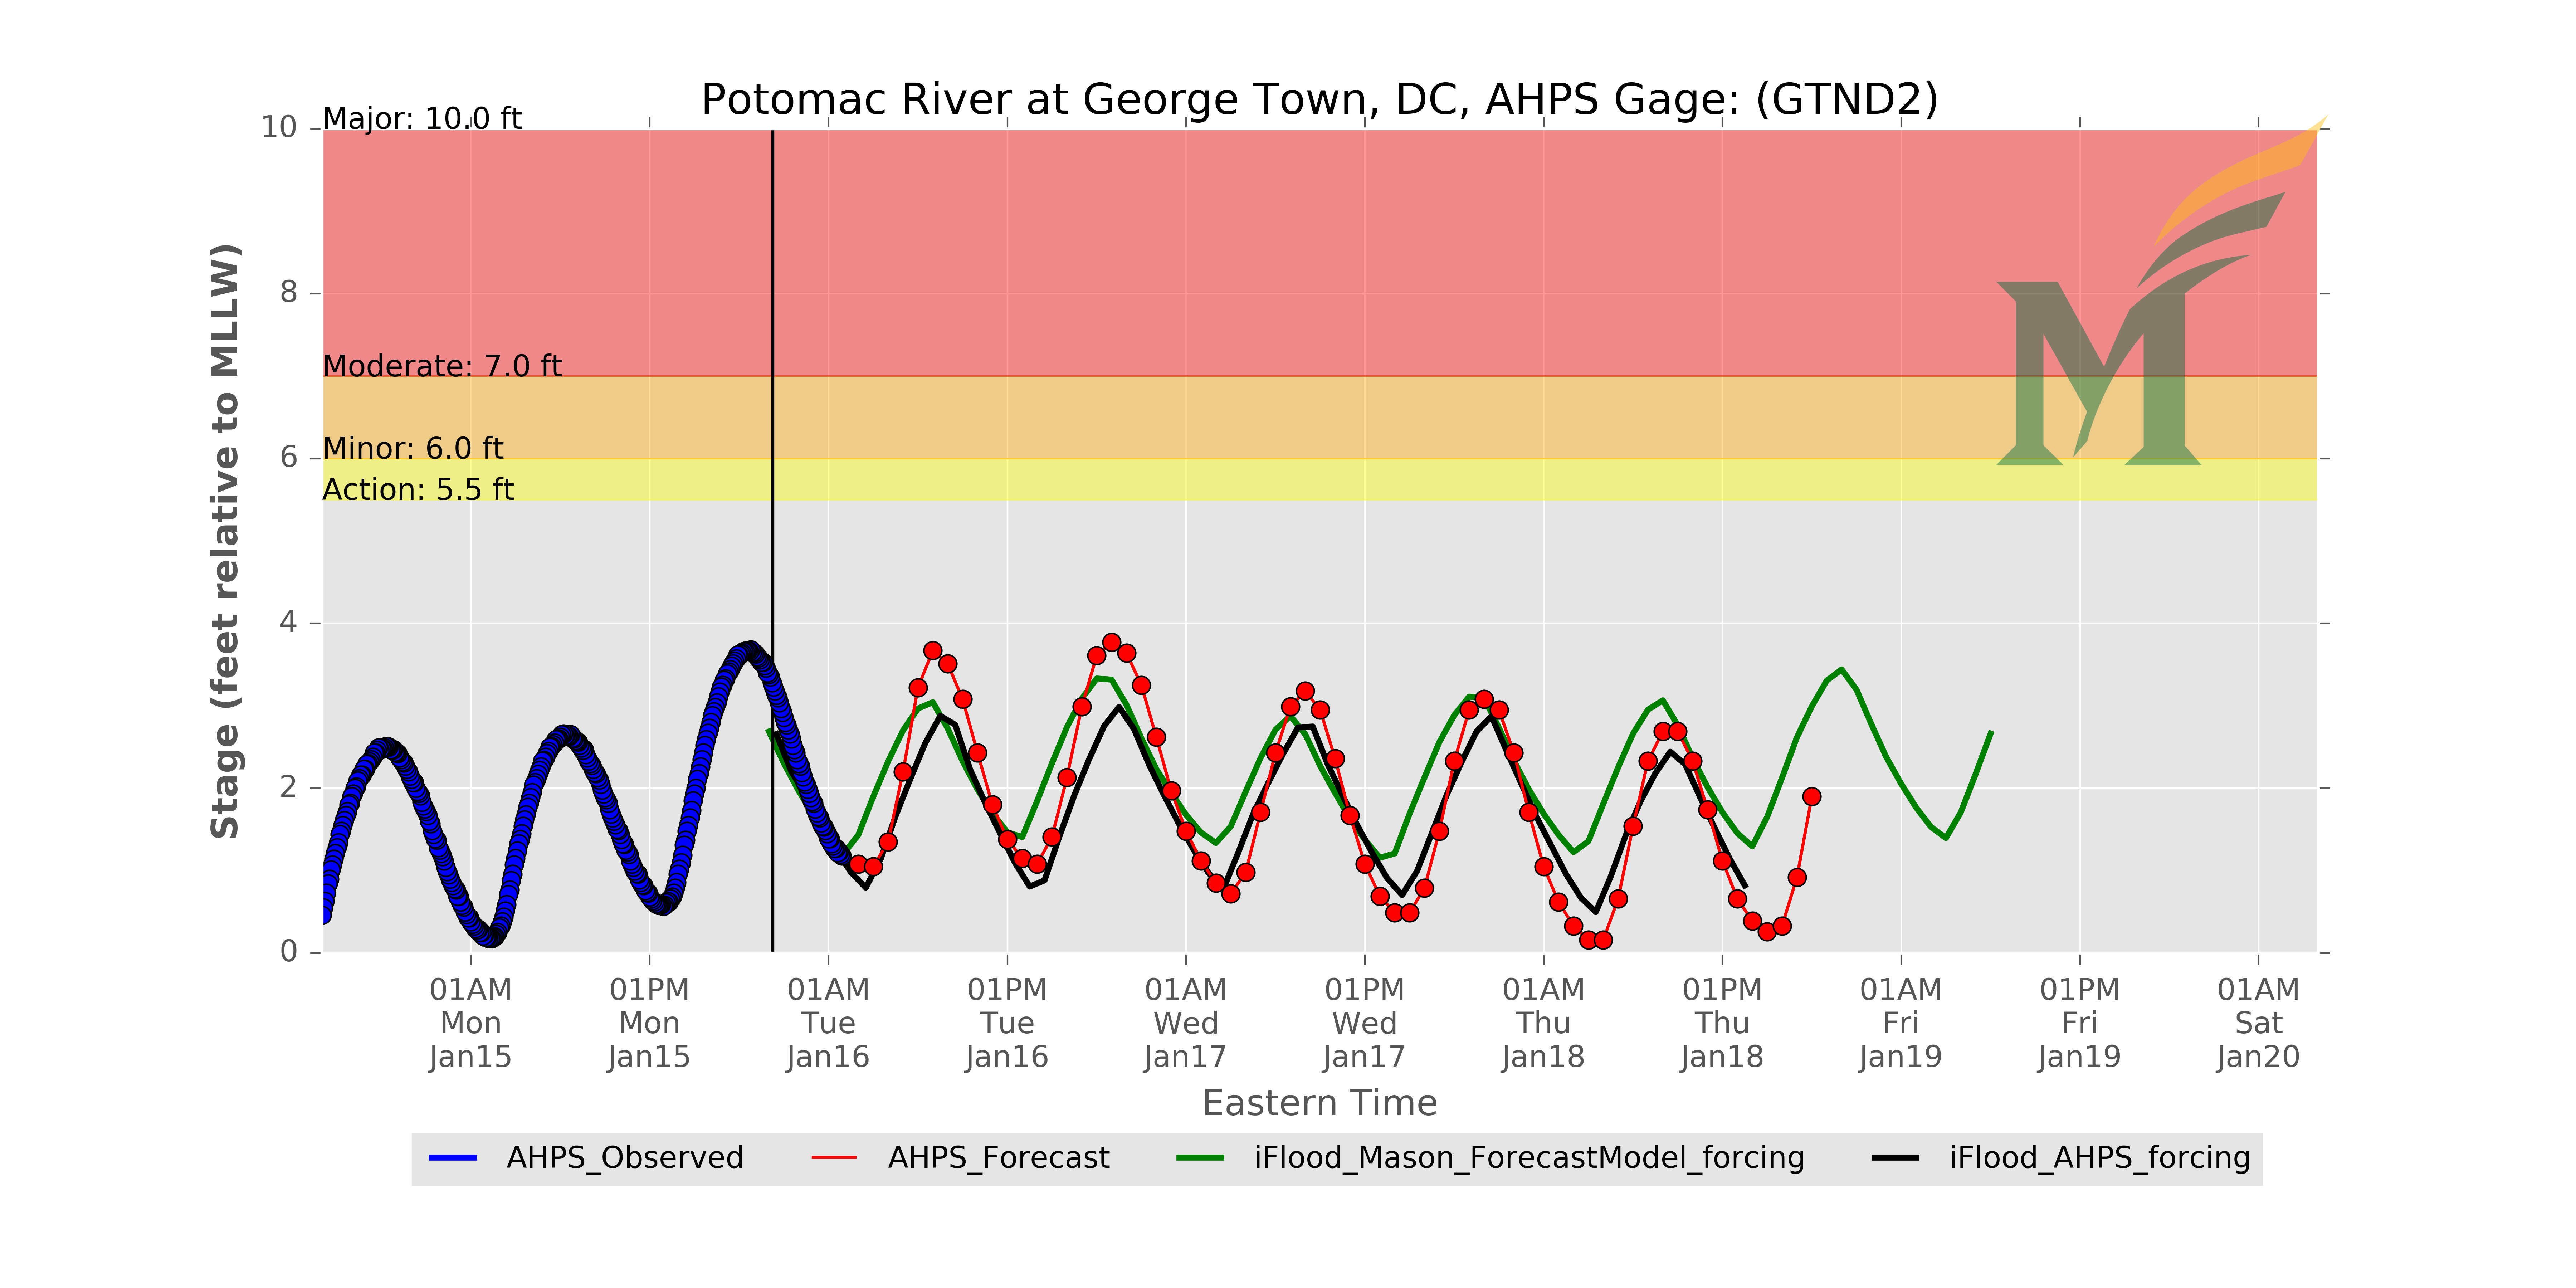 Potomac River at George Town, DC, AHPS Gage: (GTND2)
Major: 10.0 ft
Moderate: 7.0 ft
Minor: 6.0 ft
Action: 5.5 ft
Stage (feet relative to MLLW)
10
8
6
4
2
0
01AM 01PM 01AM 01PM 01AM 01PM 01AM 01PM 01AM 01PM 01AM
Mon Mon Tue Tue Wed Wed Thu Thu Fri Fri Sat
Jan15 Jan15 Jan16 Jan16 Jan17 Jan17 Jan18 Jan18 Jan19 Jan19 Jan20
Eastern Time
AHPS_Observed AHPS_Forecast iFlood_Mason_ForecastModel_forcing iFlood_AHPS_forcing
M